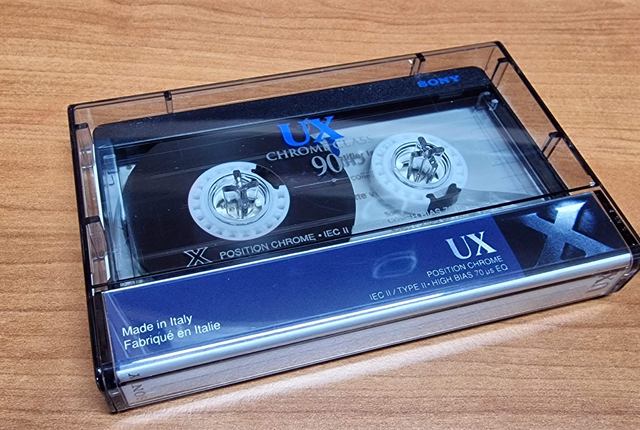 SONY
UX
CHROME CLASS
90
X POSITION CHROME • IEC II
UX
POSITION CHROME
IEC II / TYPE II • HIGH BIAS 70 µs EQ
X
Made in Italy
Fabriqué en Italie